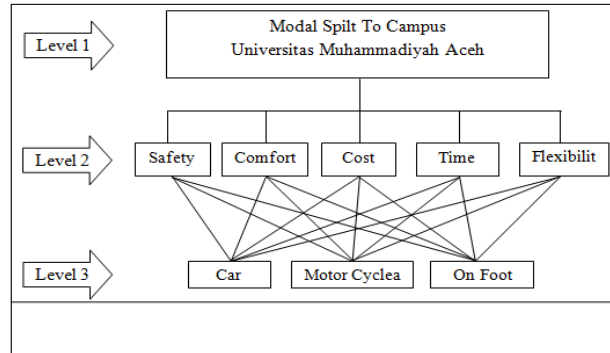 Level 1
Modal Spilt To Campus
Universitas Muhammadiyah Aceh
Level 2
Safety
Comfort
Cost
Time
Flexibilit
Level 3
Car
Motor Cyclea
On Foot